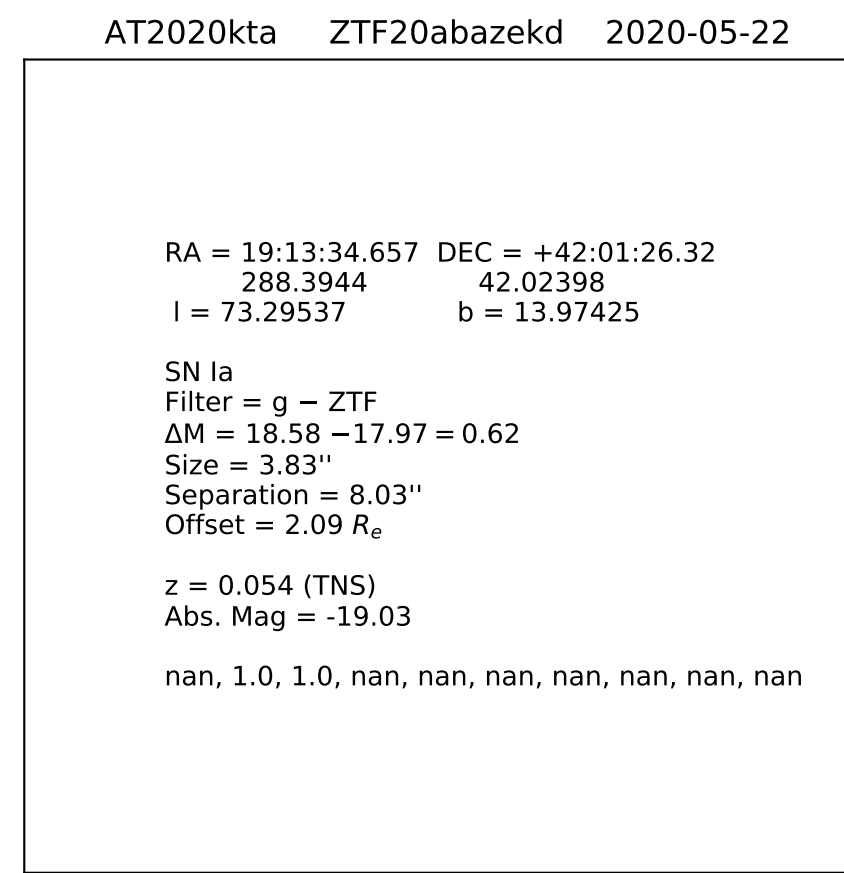 AT2020kta ZTF20abazekd 2020-05-22
RA = 19:13:34.657 DEC = +42:01:26.32
288.3944 42.02398
l = 73.29537 b = 13.97425
SN Ia
Filter = g − ZTF
ΔM = 18.58 −17.97 = 0.62
Size = 3.83''
Separation = 8.03''
Offset = 2.09 Re
z = 0.054 (TNS)
Abs. Mag = -19.03
nan, 1.0, 1.0, nan, nan, nan, nan, nan, nan, nan